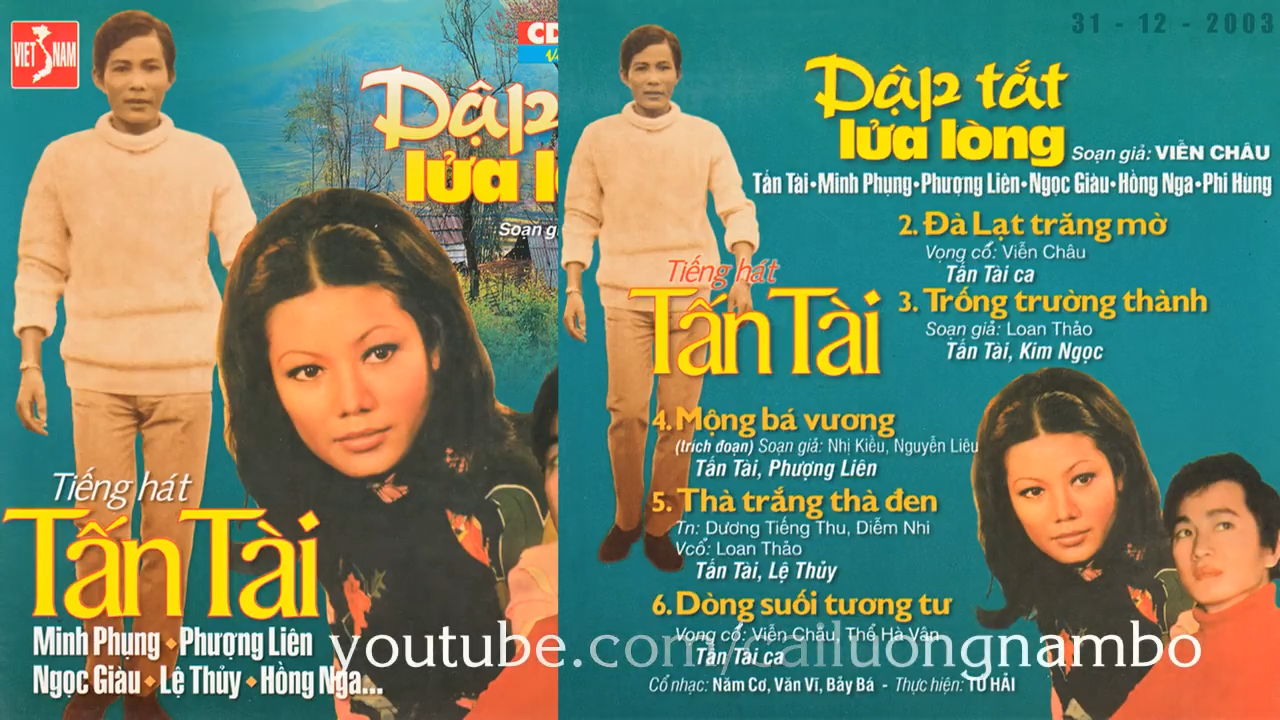 VIỆT NAM
CD
Dập
lửa l
Soạn g
Tiếng hát
Tấn Tài
Minh Phụng • Phượng Liên
Ngọc Giàu • Lệ Thủy • Hồng Nga...
31 - 12 - 2003
Dập tắt
lửa lòng
Soạn giả: VIỄN CHÂU
Tấn Tài•Minh Phụng•Phượng Liên•Ngọc Giàu•Hồng Nga•Phi Hùng
2. Đà Lạt trăng mờ
Vọng cổ: Viễn Châu
Tấn Tài ca
Tiếng hát
Tấn Tài
3. Trống trường thành
Soạn giả: Loan Thảo
Tấn Tài, Kim Ngọc
4. Mộng bá vương
(trích đoạn) Soạn giả: Nhị Kiều, Nguyễn Liêu
Tấn Tài, Phượng Liên
5. Thà trắng thà đen
Tn: Dương Tiếng Thu, Diễm Nhi
Vcổ: Loan Thảo
Tấn Tài, Lệ Thủy
6. Dòng suối tương tư
Vọng cổ: Viễn Châu, Thể Hà Vân
Tấn Tài ca
youtube.com/cailuongnambo
Cổ nhạc: Năm Cơ, Văn Vĩ, Bảy Bá - Thực hiện: TÚ HẢI